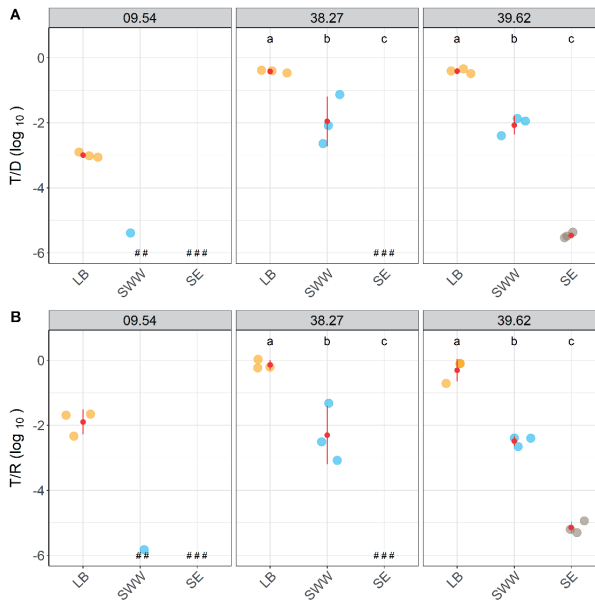 A
09.54 38.27 39.62
a b c a b c
T/D (log 10)
0
-2
-4
-6
## ### ###
LB SWW SE LB SWW SE LB SWW SE
B
09.54 38.27 39.62
a b c a b c
T/R (log 10)
0
-2
-4
-6
## ### ###
LB SWW SE LB SWW SE LB SWW SE